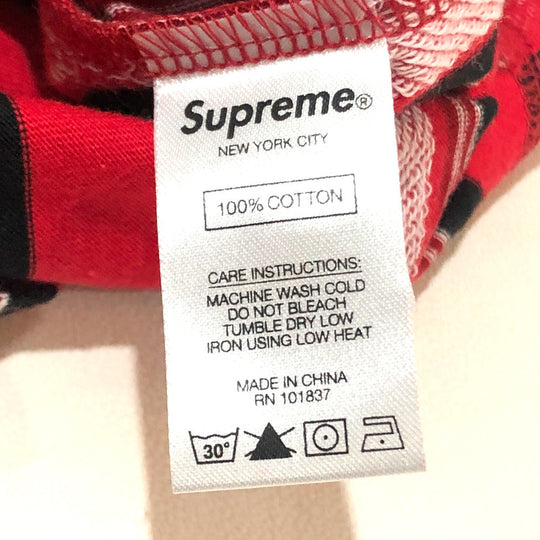 Supreme®
NEW YORK CITY
100% COTTON
CARE INSTRUCTIONS:
MACHINE WASH COLD
DO NOT BLEACH
TUMBLE DRY LOW
IRON USING LOW HEAT
MADE IN CHINA
RN 101837
30°